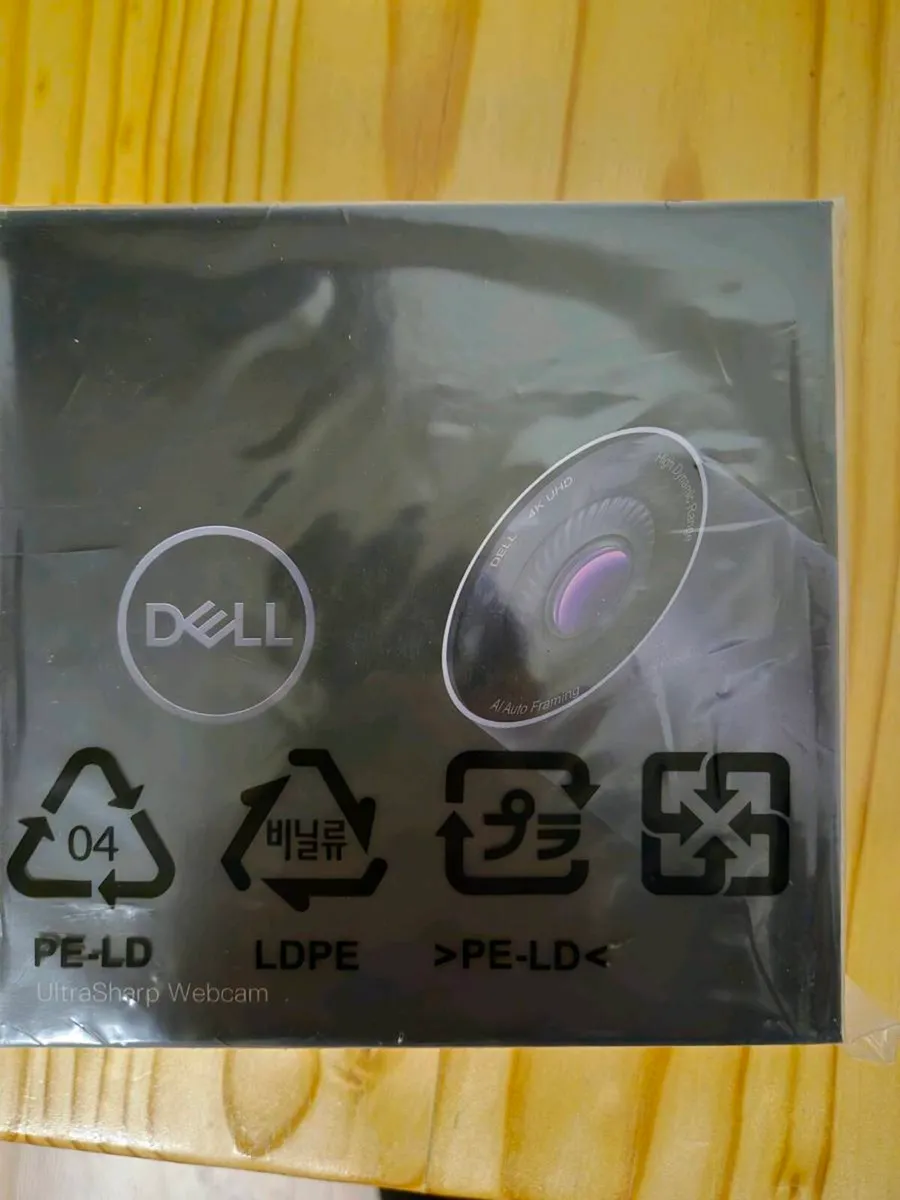 DELL 4K UHD
High Dynamic Range
DELL
AI Auto Framing
04
비닐류
プラ
PE-LD
LDPE
>PE-LD<
UltraSharp Webcam